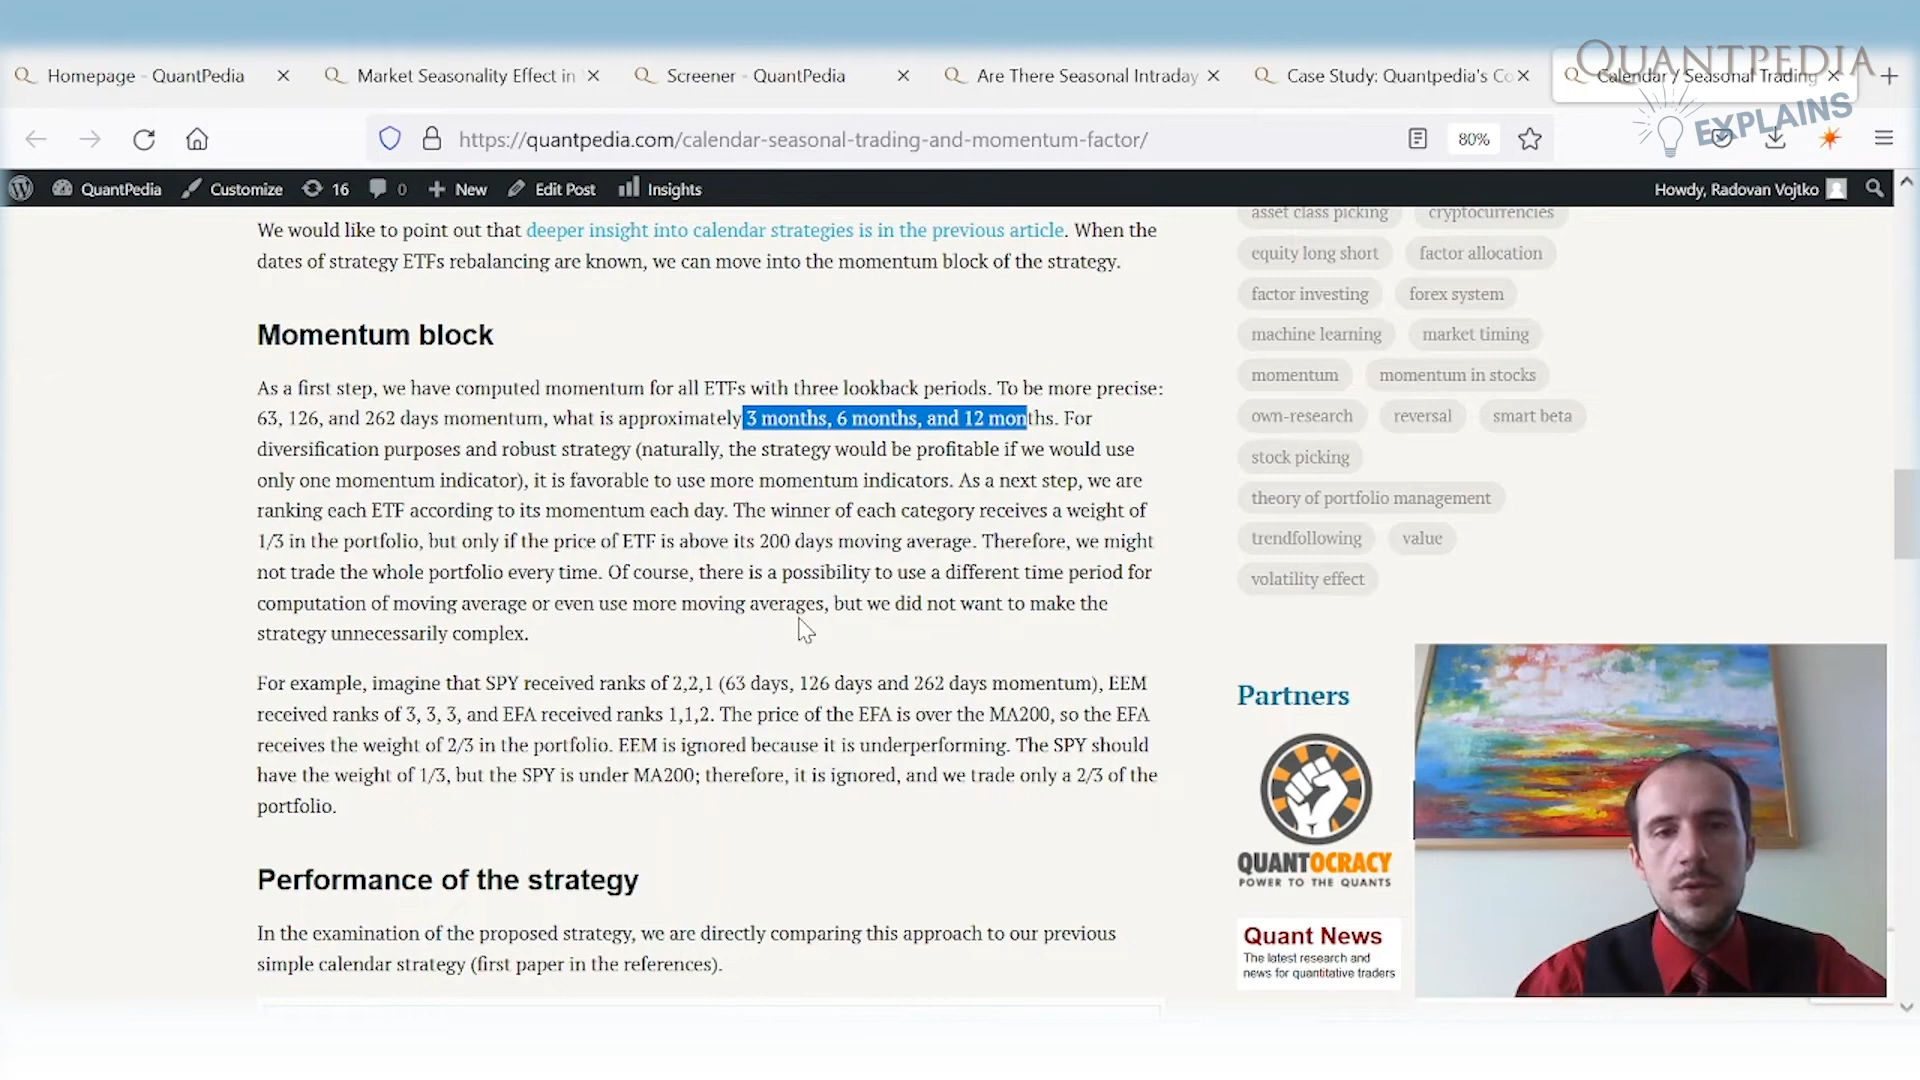 QUANTPEDIA
EXPLAINS
Homepage - QuantPedia
Market Seasonality Effect in
Screener - QuantPedia
Are There Seasonal Intraday
Case Study: Quantpedia's Co
Calendar / Seasonal Trading
https://quantpedia.com/calendar-seasonal-trading-and-momentum-factor/
80%
QuantPedia
Customize
16
0
New
Edit Post
Insights
Howdy, Radovan Vojtko
We would like to point out that deeper insight into calendar strategies is in the previous article. When the
dates of strategy ETFs rebalancing are known, we can move into the momentum block of the strategy.
Momentum block
As a first step, we have computed momentum for all ETFs with three lookback periods. To be more precise:
63, 126, and 262 days momentum, what is approximately 3 months, 6 months, and 12 months. For
diversification purposes and robust strategy (naturally, the strategy would be profitable if we would use
only one momentum indicator), it is favorable to use more momentum indicators. As a next step, we are
ranking each ETF according to its momentum each day. The winner of each category receives a weight of
1/3 in the portfolio, but only if the price of ETF is above its 200 days moving average. Therefore, we might
not trade the whole portfolio every time. Of course, there is a possibility to use a different time period for
computation of moving average or even use more moving averages, but we did not want to make the
strategy unnecessarily complex.
For example, imagine that SPY received ranks of 2,2,1 (63 days, 126 days and 262 days momentum), EEM
received ranks of 3, 3, 3, and EFA received ranks 1,1,2. The price of the EFA is over the MA200, so the EFA
receives the weight of 2/3 in the portfolio. EEM is ignored because it is underperforming. The SPY should
have the weight of 1/3, but the SPY is under MA200; therefore, it is ignored, and we trade only a 2/3 of the
portfolio.
Performance of the strategy
In the examination of the proposed strategy, we are directly comparing this approach to our previous
simple calendar strategy (first paper in the references).
asset class picking
cryptocurrencies
equity long short
factor allocation
factor investing
forex system
machine learning
market timing
momentum
momentum in stocks
own-research
reversal
smart beta
stock picking
theory of portfolio management
trendfollowing
value
volatility effect
Partners
QUANTOCRACY
POWER TO THE QUANTS
Quant News
The latest research and
news for quantitative traders